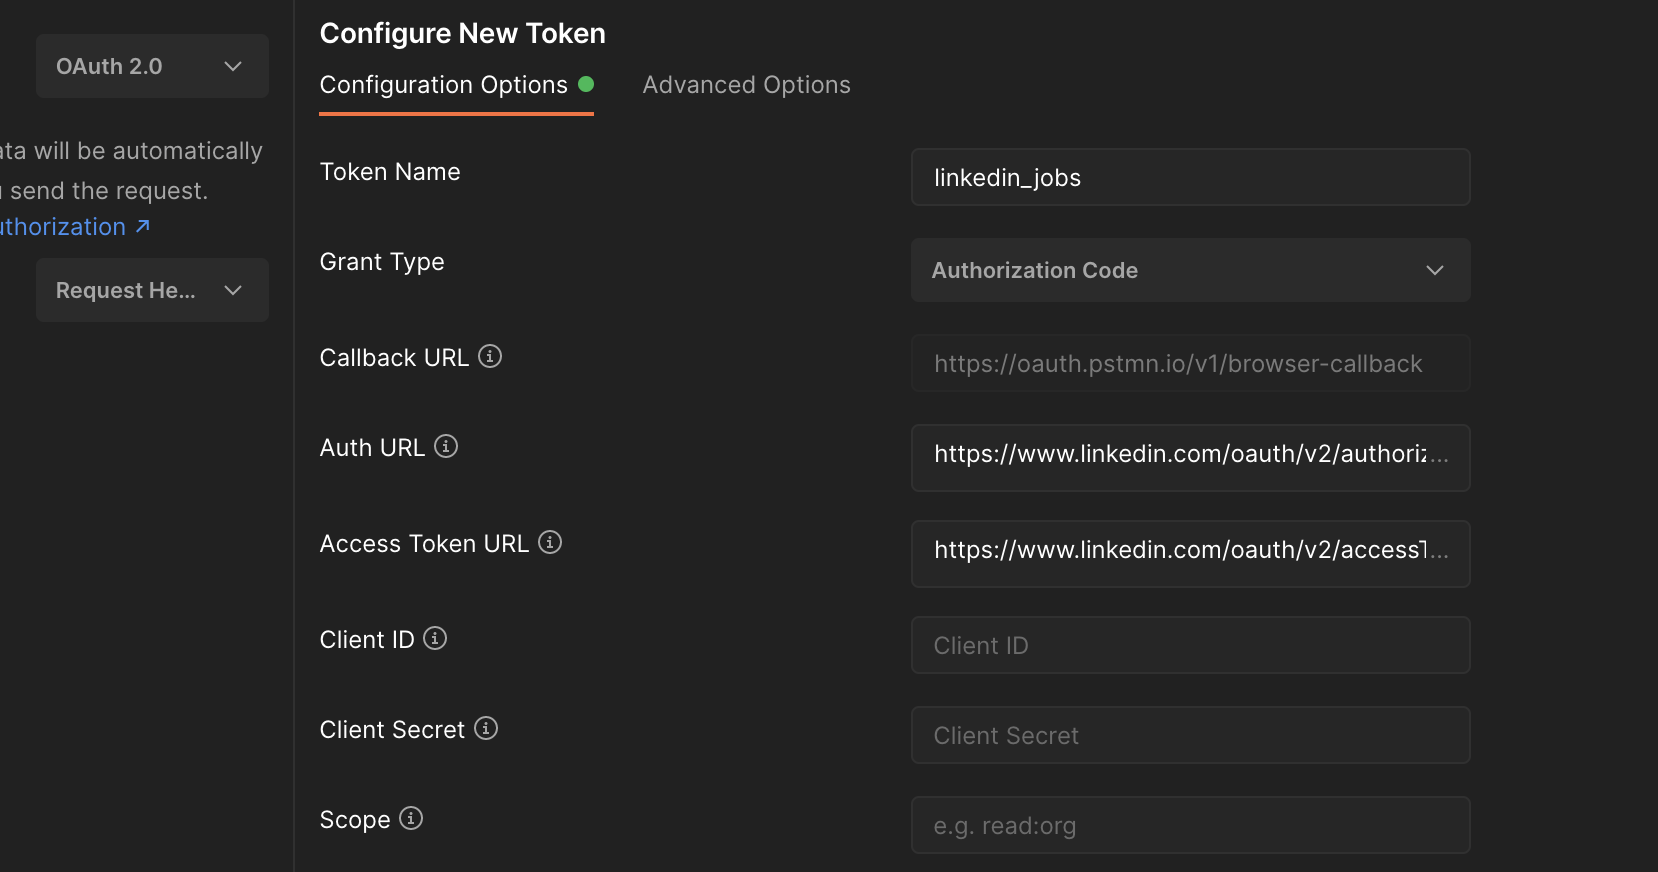 OAuth 2.0
ata will be automatically
send the request.
uthorization ↗
Request He...
Configure New Token
Configuration Options
Advanced Options
Token Name
linkedin_jobs
Grant Type
Authorization Code
Callback URL
https://oauth.pstmn.io/v1/browser-callback
Auth URL
https://www.linkedin.com/oauth/v2/authoriz...
Access Token URL
https://www.linkedin.com/oauth/v2/accessT...
Client ID
Client ID
Client Secret
Client Secret
Scope
e.g. read:org